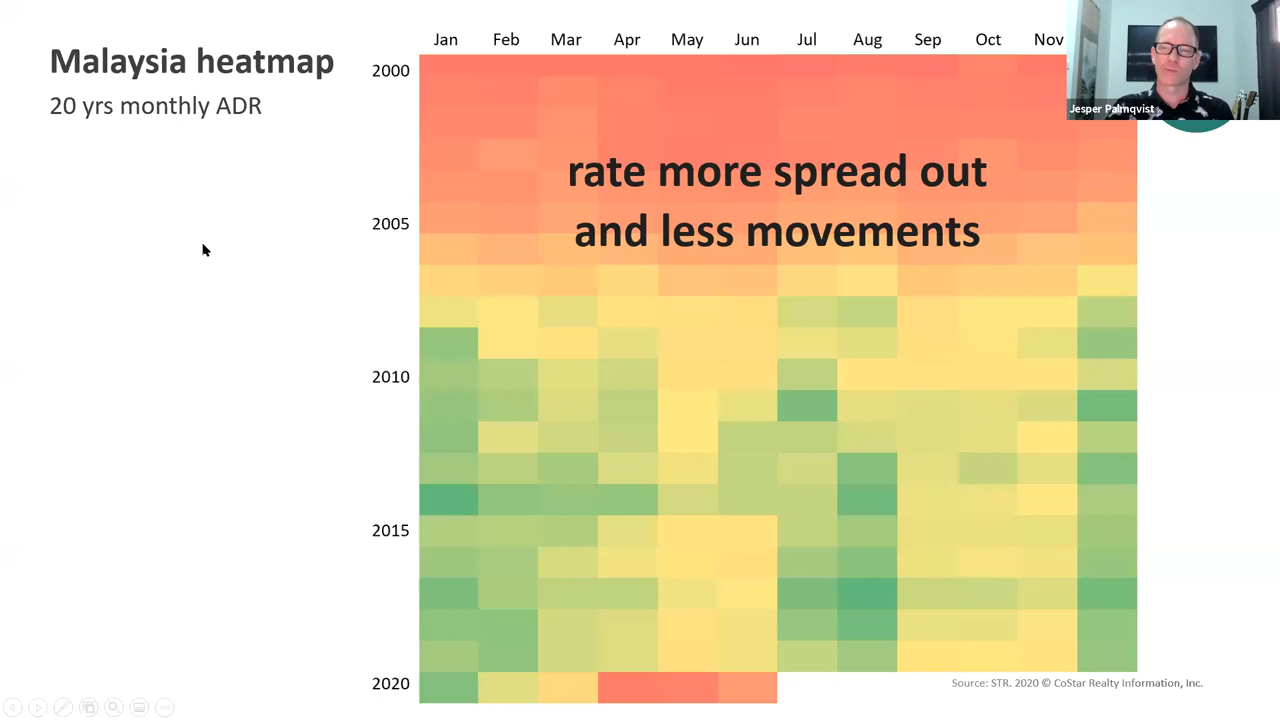 Malaysia heatmap
20 yrs monthly ADR
Jan Feb Mar Apr May Jun Jul Aug Sep Oct Nov
Jesper Palmqvist
2000
rate more spread out
and less movements
2005
2010
2015
2020
Source: STR. 2020 © CoStar Realty Information, Inc.